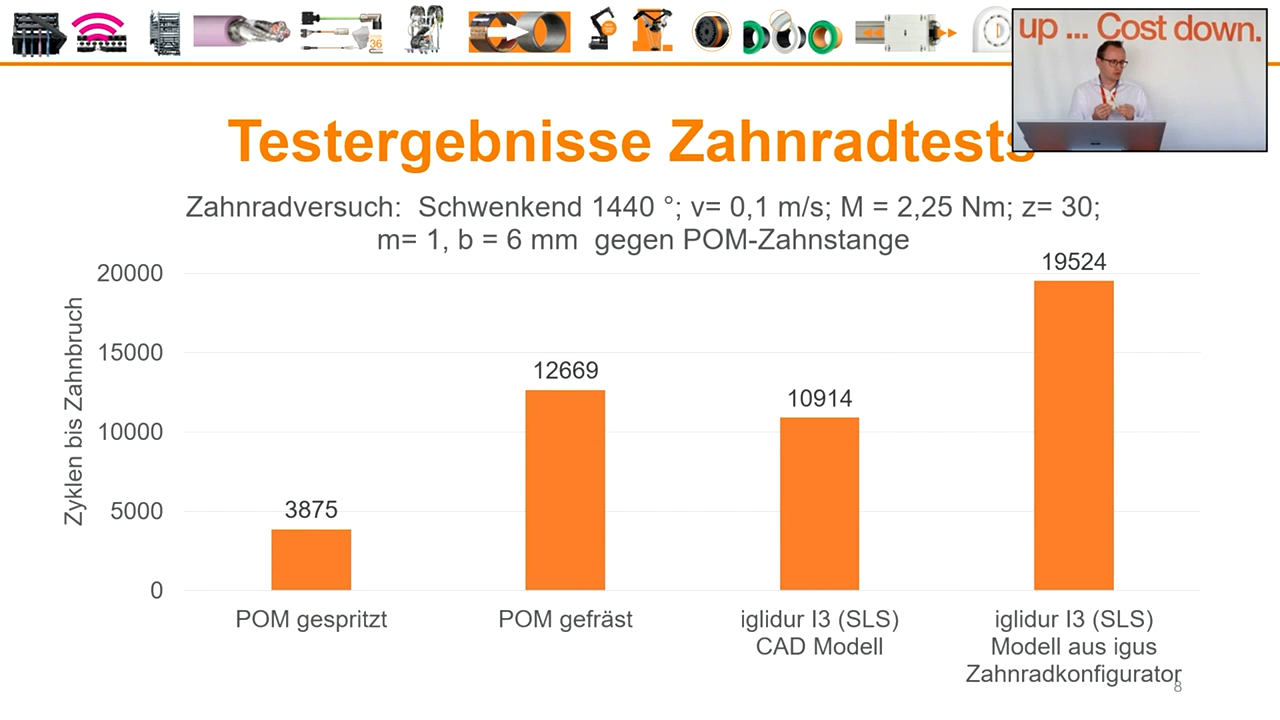 up ... Cost down.
36
Testergebnisse Zahnradtests
Zahnradversuch: Schwenkend 1440 °; v= 0,1 m/s; M = 2,25 Nm; z= 30;
m= 1, b = 6 mm gegen POM-Zahnstange
Zyklen bis Zahnbruch
20000
15000
10000
5000
0
3875
12669
10914
19524
POM gespritzt
POM gefräst
iglidur I3 (SLS)
CAD Modell
iglidur I3 (SLS)
Modell aus igus
Zahnradkonfigurator
8